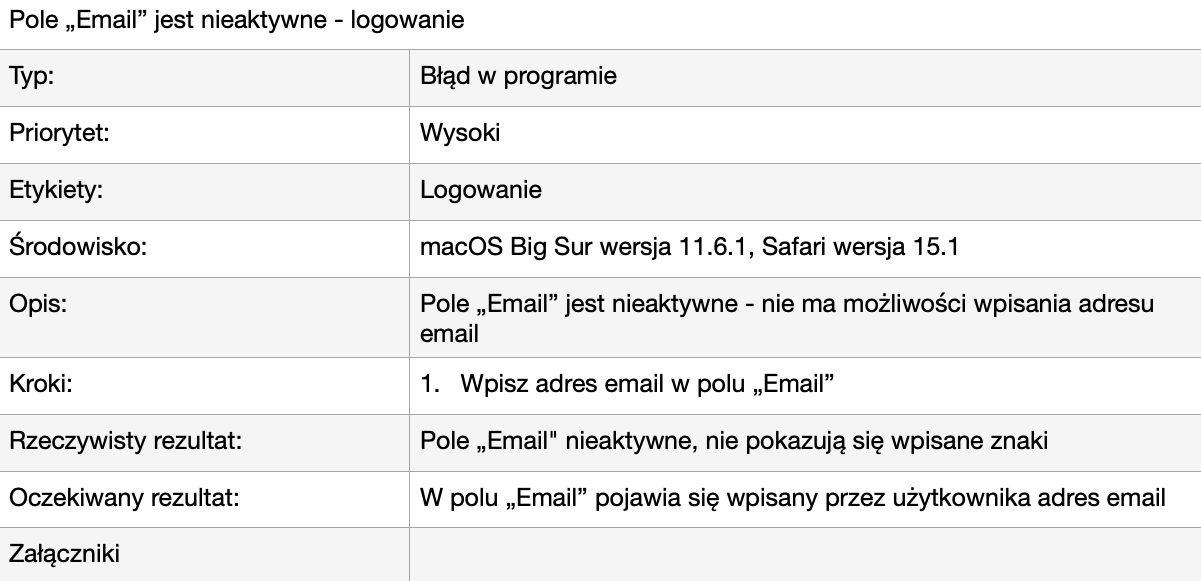 Pole „Email” jest nieaktywne - logowanie
Typ: Błąd w programie
Priorytet: Wysoki
Etykiety: Logowanie
Środowisko: macOS Big Sur wersja 11.6.1, Safari wersja 15.1
Opis: Pole „Email” jest nieaktywne - nie ma możliwości wpisania adresu
email
Kroki: 1. Wpisz adres email w polu „Email”
Rzeczywisty rezultat: Pole „Email" nieaktywne, nie pokazują się wpisane znaki
Oczekiwany rezultat: W polu „Email” pojawia się wpisany przez użytkownika adres email
Załączniki